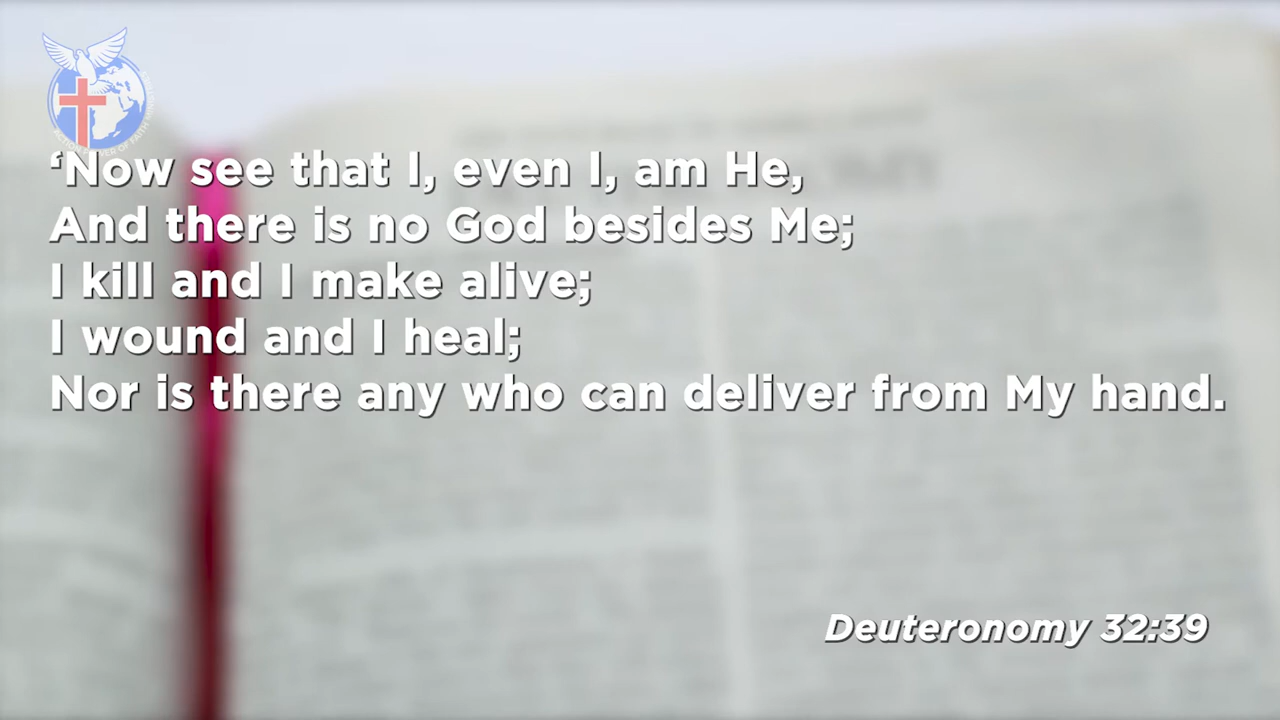 ‘Now see that I, even I, am He,
And there is no God besides Me;
I kill and I make alive;
I wound and I heal;
Nor is there any who can deliver from My hand.
Deuteronomy 32:39